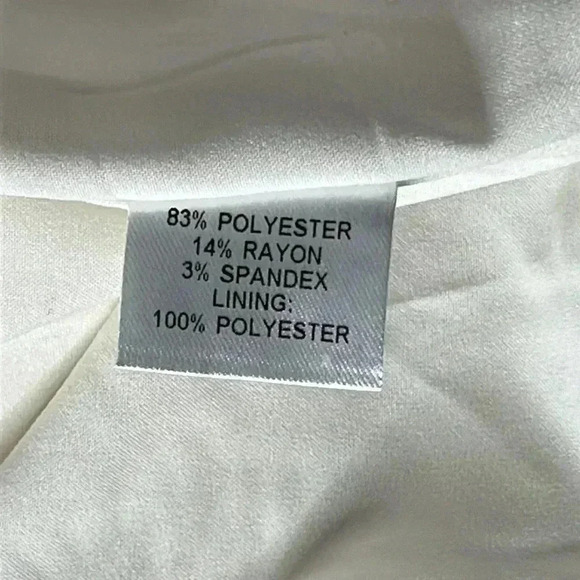 83% POLYESTER
14% RAYON
3% SPANDEX
LINING:
100% POLYESTER